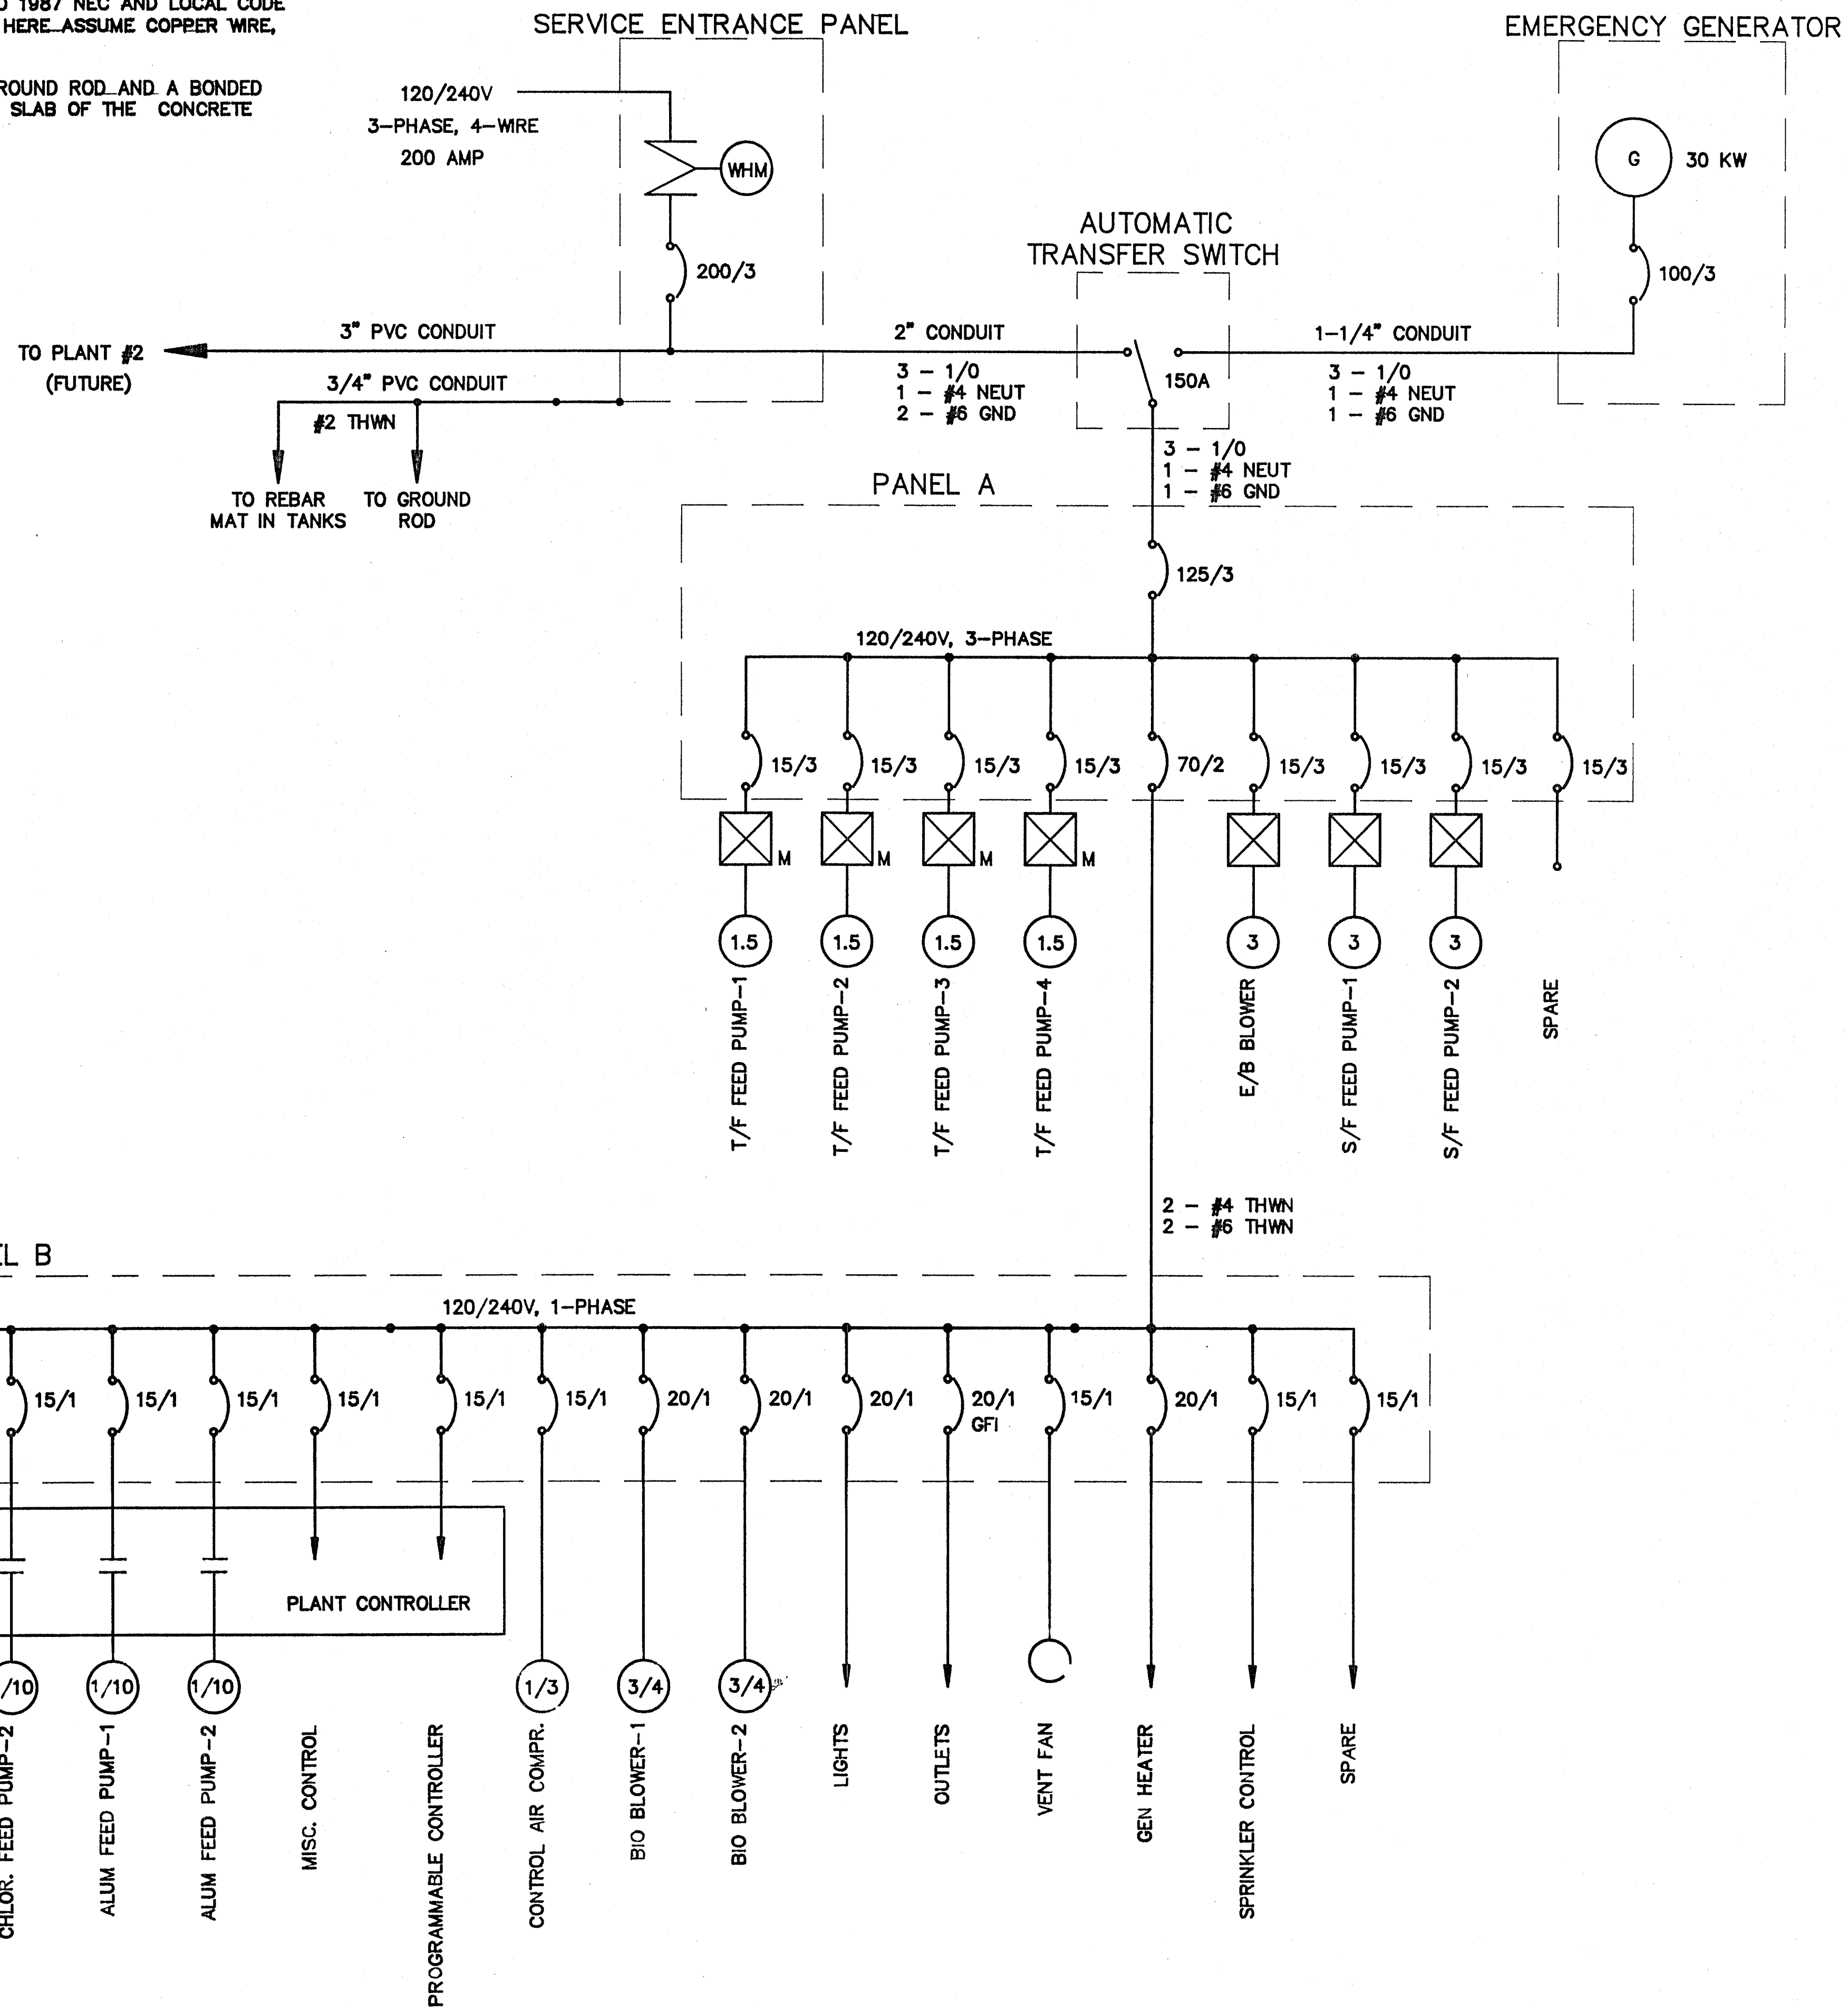 1987 NEC AND LOCAL CODE
HERE ASSUME COPPER WIRE,
ROUND ROD AND A BONDED
SLAB OF THE CONCRETE
SERVICE ENTRANCE PANEL
120/240V
3-PHASE, 4-WIRE
200 AMP
WHM
200/3
EMERGENCY GENERATOR
G
30 KW
100/3
AUTOMATIC
TRANSFER SWITCH
150A
TO PLANT #2
(FUTURE)
3" PVC CONDUIT
3/4" PVC CONDUIT
#2 THWN
TO REBAR
MAT IN TANKS
TO GROUND
ROD
2" CONDUIT
3 - 1/0
1 - #4 NEUT
2 - #6 GND
1-1/4" CONDUIT
3 - 1/0
1 - #4 NEUT
1 - #6 GND
3 - 1/0
1 - #4 NEUT
1 - #6 GND
PANEL A
125/3
120/240V, 3-PHASE
15/3
15/3
15/3
15/3
70/2
15/3
15/3
15/3
15/3
M
M
M
M
1.5
1.5
1.5
1.5
3
3
3
T/F FEED PUMP-1
T/F FEED PUMP-2
T/F FEED PUMP-3
T/F FEED PUMP-4
E/B BLOWER
S/F FEED PUMP-1
S/F FEED PUMP-2
SPARE
2 - #4 THWN
2 - #6 THWN
EL B
120/240V, 1-PHASE
15/1
15/1
15/1
15/1
15/1
15/1
20/1
20/1
20/1
20/1
GFI
15/1
20/1
15/1
15/1
PLANT CONTROLLER
/10
1/10
1/10
1/3
3/4
3/4
CHLOR. FEED PUMP-2
ALUM FEED PUMP-1
ALUM FEED PUMP-2
MISC. CONTROL
PROGRAMMABLE CONTROLLER
CONTROL AIR COMPR.
BIO BLOWER-1
BIO BLOWER-2
LIGHTS
OUTLETS
VENT FAN
GEN HEATER
SPRINKLER CONTROL
SPARE